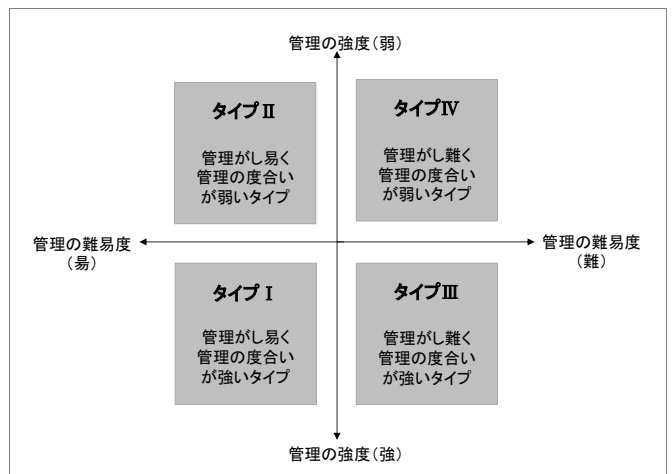 管理の強度（弱）
タイプⅡ
管理がし易く
管理の度合い
が弱いタイプ
タイプⅣ
管理がし難く
管理の度合い
が弱いタイプ
管理の難易度
（易）
管理の難易度
（難）
タイプⅠ
管理がし易く
管理の度合い
が強いタイプ
タイプⅢ
管理がし難く
管理の度合い
が強いタイプ
管理の強度（強）